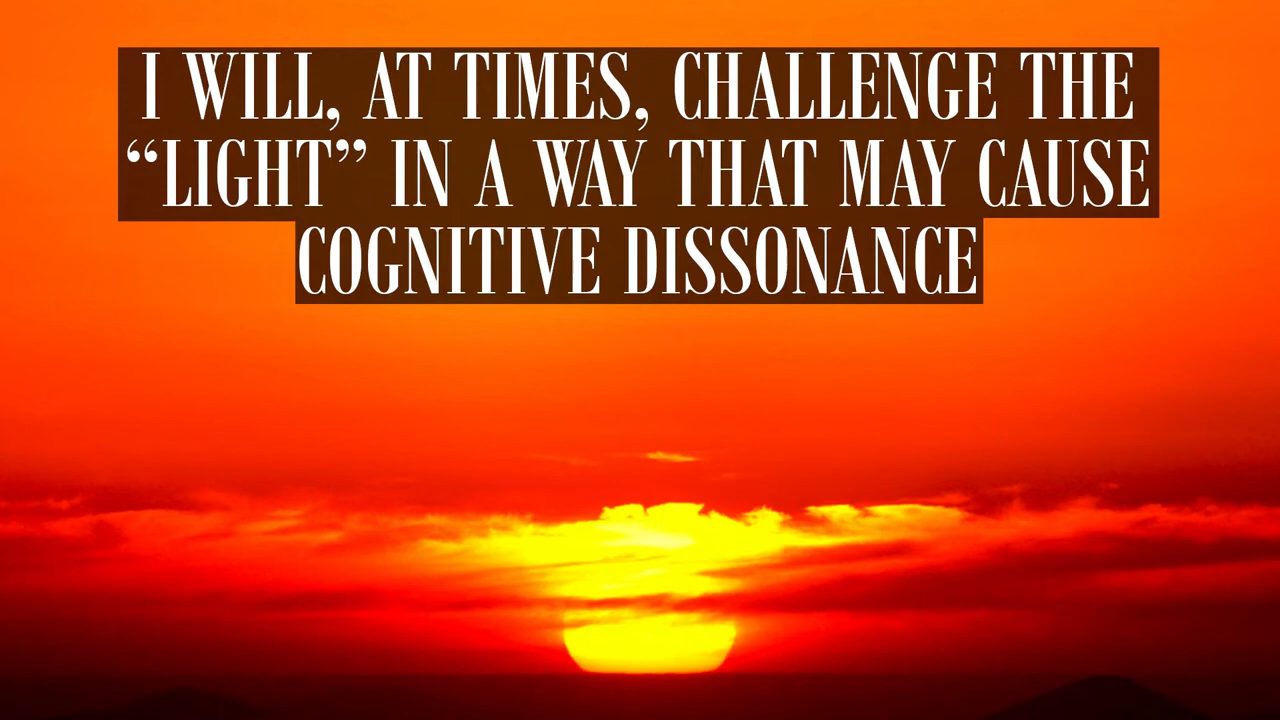 I WILL, AT TIMES, CHALLENGE THE
“LIGHT” IN A WAY THAT MAY CAUSE
COGNITIVE DISSONANCE